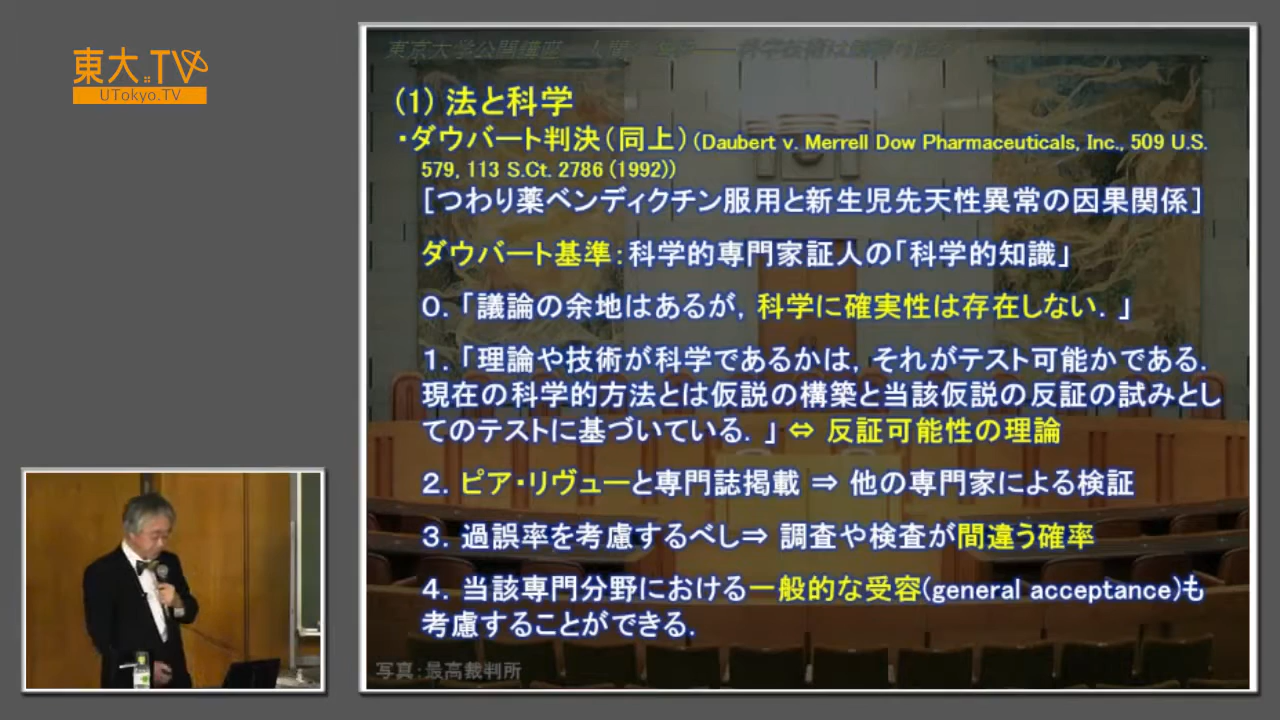 東大.TV
UTokyo.TV
東京大学公開講座
(1) 法と科学
・ダウバート判決(同上)(Daubert v. Merrell Dow Pharmaceuticals, Inc., 509 U.S.
579, 113 S.Ct. 2786 (1992))
[つわり薬ベンディクチン服用と新生児先天性異常の因果関係]
ダウバート基準:科学的専門家証人の「科学的知識」
0. 「議論の余地はあるが, 科学に確実性は存在しない. 」
1. 「理論や技術が科学であるかは, それがテスト可能かである.
現在の科学的方法とは仮説の構築と当該仮説の反証の試みとし
てのテストに基づいている. 」 ⇔ 反証可能性の理論
2. ピア・リヴューと専門誌掲載 ⇒ 他の専門家による検証
3. 過誤率を考慮するべし⇒ 調査や検査が間違う確率
4. 当該専門分野における一般的な受容(general acceptance)も
考慮することができる.
写真:最高裁判所